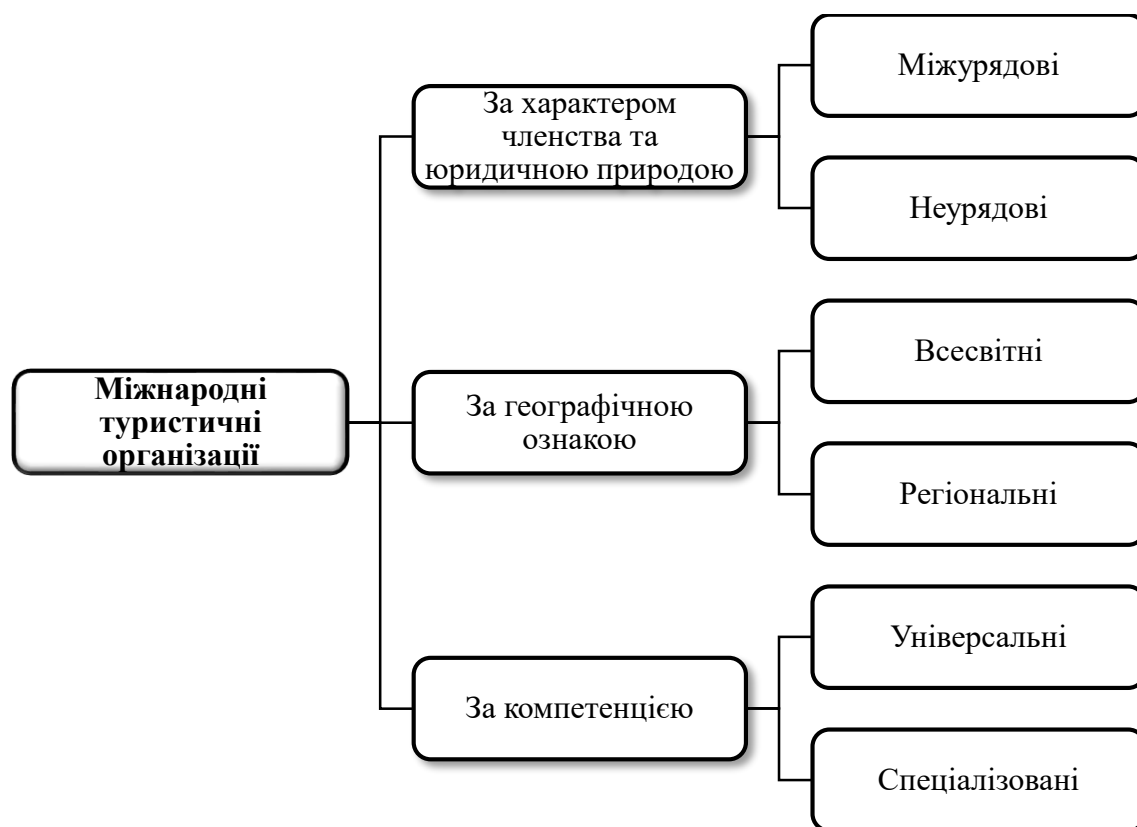 Міжнародні
туристичні
організації
За характером
членства та
юридичною природою
Міжурядові
Неурядові
За географічною
ознакою
Всесвітні
Регіональні
За компетенцією
Універсальні
Спеціалізовані